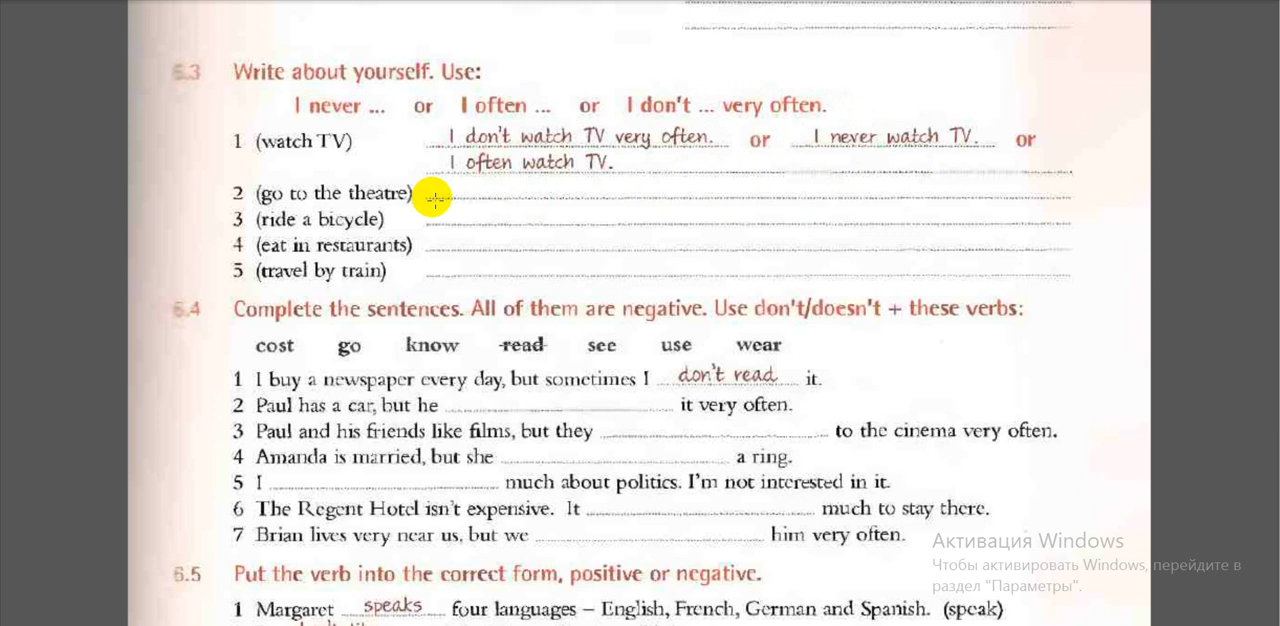 6.3 Write about yourself. Use:
I never ... or I often ... or I don't ... very often.
1 (watch TV) I don't watch TV very often. or I never watch TV. or
I often watch TV.
2 (go to the theatre)
3 (ride a bicycle)
4 (eat in restaurants)
5 (travel by train)
6.4 Complete the sentences. All of them are negative. Use don't/doesn't + these verbs:
cost go know read see use wear
1 I buy a newspaper every day, but sometimes I don't read it.
2 Paul has a car, but he it very often.
3 Paul and his friends like films, but they to the cinema very often.
4 Amanda is married, but she a ring.
5 I much about politics. I'm not interested in it.
6 The Regent Hotel isn't expensive. It much to stay there.
7 Brian lives very near us, but we him very often.
Активация Windows
Чтобы активировать Windows, перейдите в
раздел "Параметры".
6.5 Put the verb into the correct form, positive or negative.
1 Margaret speaks four languages – English, French, German and Spanish. (speak)